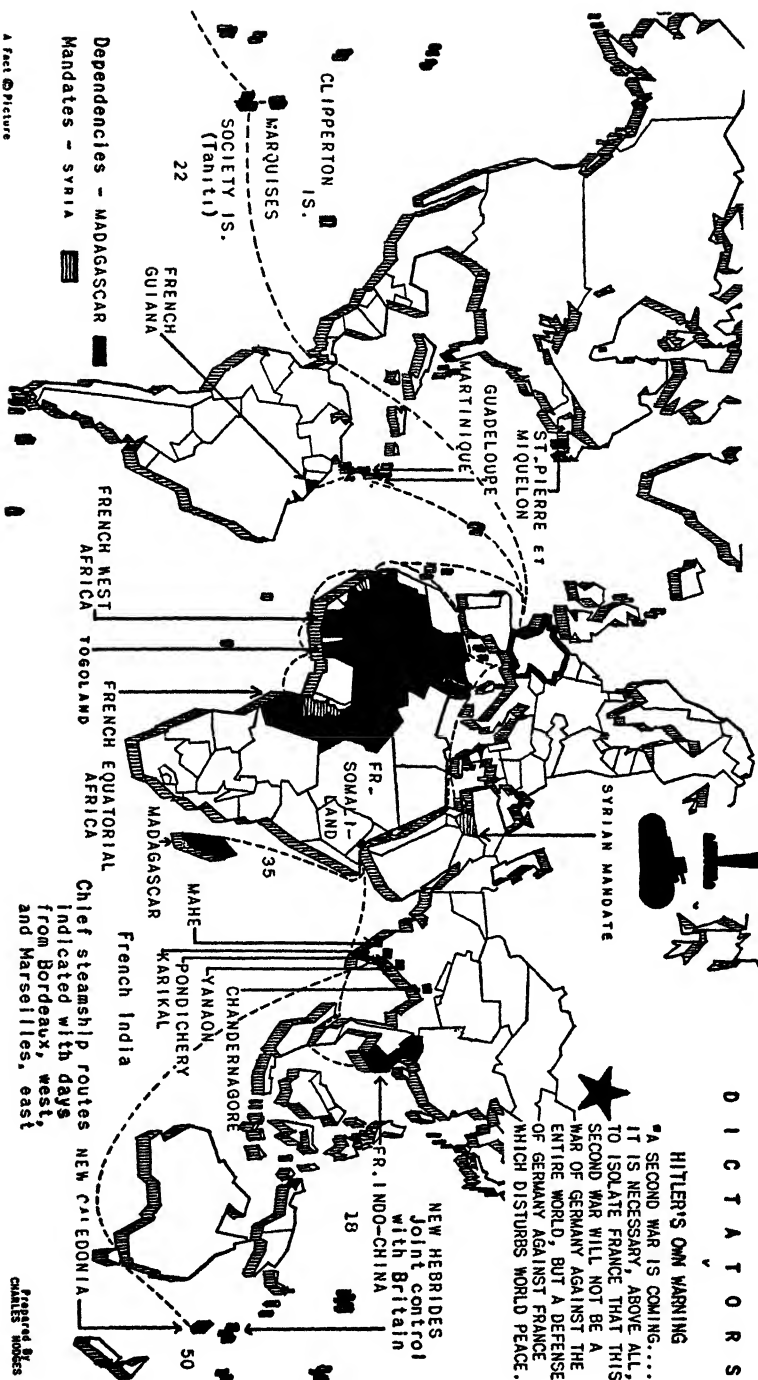 D I C T A T O R S
HITLER'S OWN WARNING
"A SECOND WAR IS COMING....
IT IS NECESSARY, ABOVE ALL,
TO ISOLATE FRANCE THAT THIS
SECOND WAR WILL NOT BE A
WAR OF GERMANY AGAINST THE
ENTIRE WORLD, BUT A DEFENSE
OF GERMANY AGAINST FRANCE
WHICH DISTURBS WORLD PEACE.
ST. PIERRE ET
MIQUELON
GUADELOUPE
MARTINIQUE
CLIPPERTON
IS.
MARQUISES
SOCIETY IS.
(Tahiti)
22
FRENCH
GUIANA
SYRIAN MANDATE
FR.
SOMALI-
LAND
35
FRENCH WEST
AFRICA
TOGOLAND
FRENCH EQUATORIAL
AFRICA
MADAGASCAR
MAHE
KARIKAL
PONDICHERY
YANAON
CHANDERNAGORE
French India
FR. INDO-CHINA
18
NEW HEBRIDES
Joint control
with Britain
NEW CALEDONIA
50
Dependencies - MADAGASCAR
Mandates - SYRIA
Chief steamship routes
indicated with days
from Bordeaux, west,
and Marseilles, east
A Fact &#64; Picture
Prepared By
CHARLES HODGES